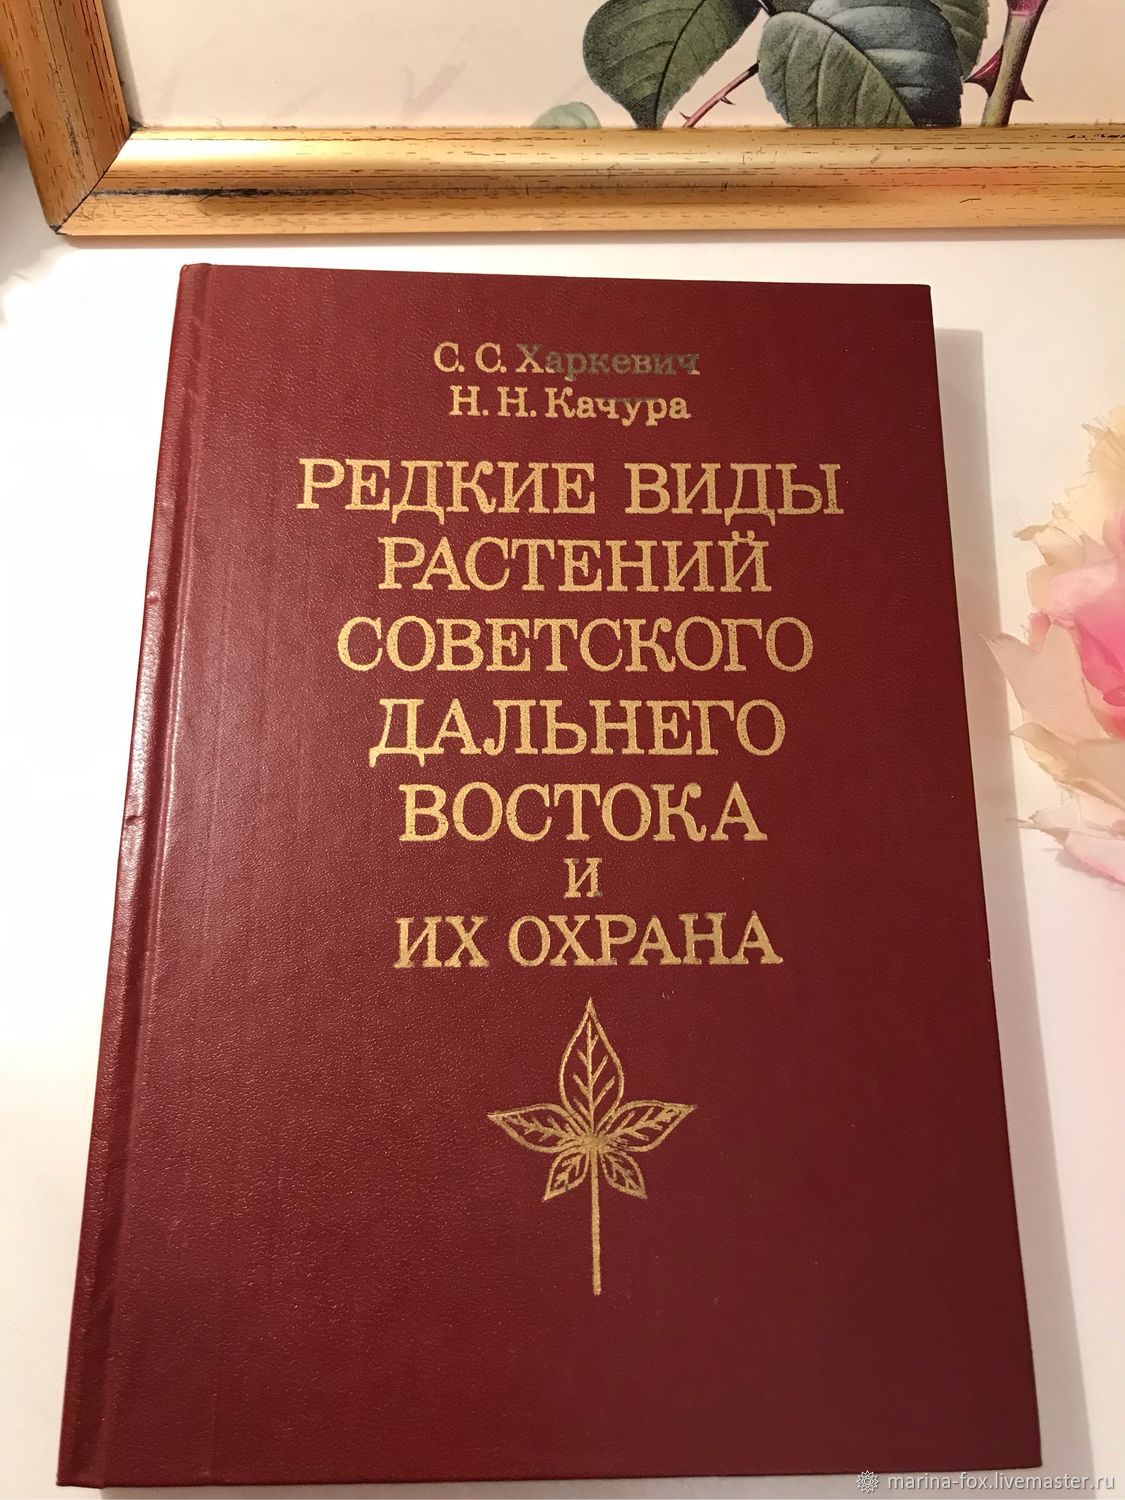 С. С. Харкевич
Н. Н. Качура
РЕДКИЕ ВИДЫ
РАСТЕНИЙ
СОВЕТСКОГО
ДАЛЬНЕГО
ВОСТОКА
И
ИХ ОХРАНА
marina-fox.livemaster.ru